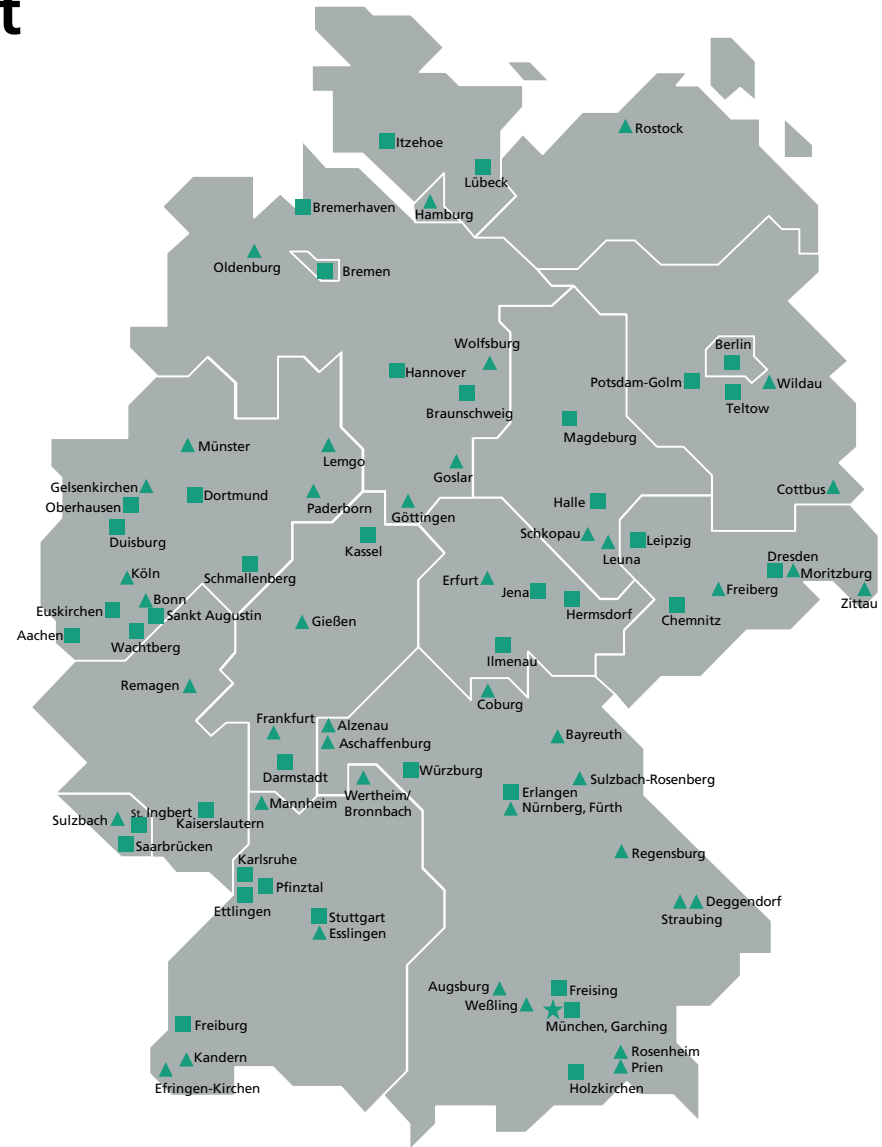 t
Rostock
Itzehoe
Lübeck
Bremerhaven
Hamburg
Oldenburg
Bremen
Wolfsburg
Berlin
Hannover
Potsdam-Golm
Wildau
Braunschweig
Teltow
Magdeburg
Münster
Lemgo
Goslar
Gelsenkirchen
Dortmund
Cottbus
Oberhausen
Paderborn
Göttingen
Halle
Duisburg
Schkopau
Leipzig
Kassel
Leuna
Dresden
Köln
Schmallenberg
Erfurt
Jena
Moritzburg
Freiberg
Bonn
Zittau
Euskirchen
Sankt Augustin
Hermsdorf
Chemnitz
Gießen
Aachen
Wachtberg
Ilmenau
Remagen
Coburg
Frankfurt
Alzenau
Bayreuth
Aschaffenburg
Würzburg
Darmstadt
Sulzbach-Rosenberg
Erlangen
Wertheim/
Bronnbach
Mannheim
Nürnberg, Fürth
St. Ingbert
Sulzbach
Kaiserslautern
Saarbrücken
Regensburg
Karlsruhe
Pfinztal
Deggendorf
Ettlingen
Stuttgart
Straubing
Esslingen
Augsburg
Freising
Weßling
München, Garching
Freiburg
Rosenheim
Kandern
Prien
Efringen-Kirchen
Holzkirchen